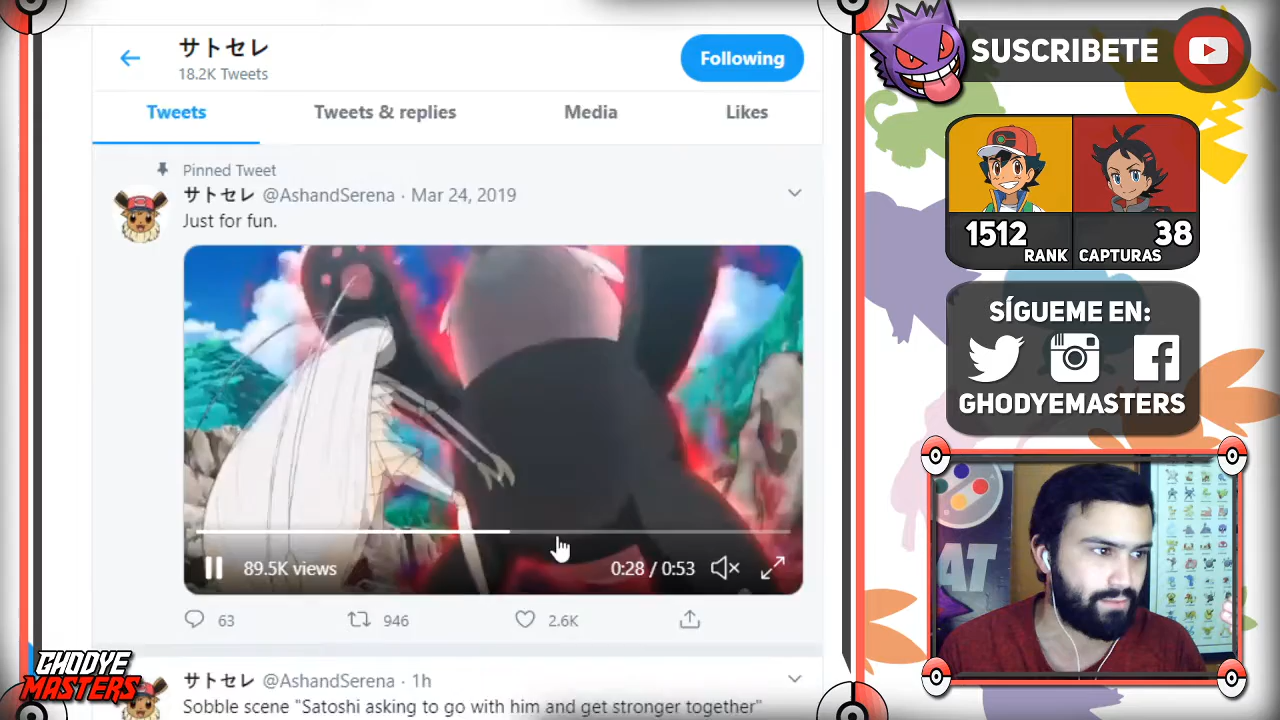 サトセレ
18.2K Tweets
Following
Tweets
Tweets & replies
Media
Likes
Pinned Tweet
サトセレ @AshandSerena · Mar 24, 2019
Just for fun.
89.5K views
0:28 / 0:53
63
946
2.6K
サトセレ @AshandSerena · 1h
Sobble scene "Satoshi asking to go with him and get stronger together"
SUSCRIBETE
1512
RANK
38
CAPTURAS
SÍGUEME EN:
GHODYEMASTERS
AT
GHODYE
MASTERS